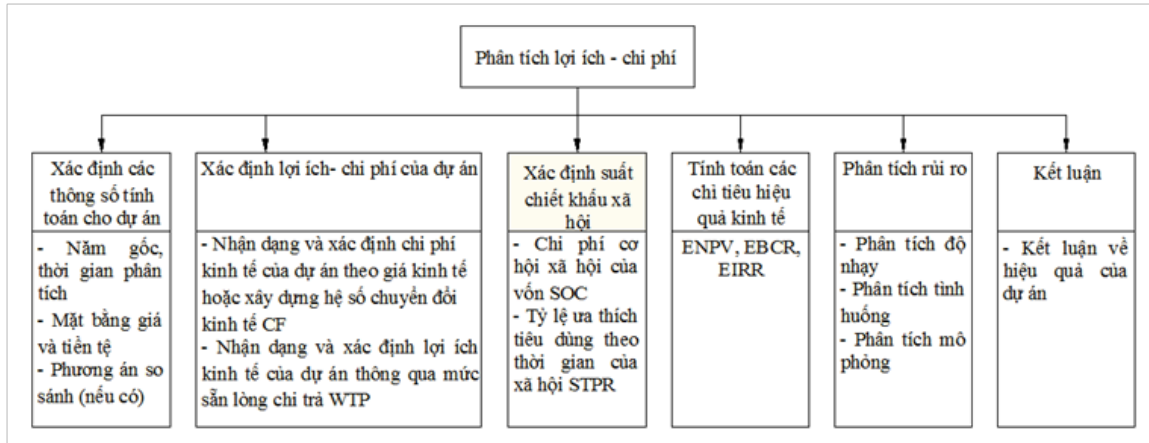 Phân tích lợi ích - chi phí
Xác định các
thông số tính
toán cho dự án
- Năm gốc,
thời gian phân
tích
- Mặt bằng giá
và tiền tệ
- Phương án so
sánh (nếu có)
Xác định lợi ích- chi phí của dự án
- Nhận dạng và xác định chi phí
kinh tế của dự án theo giá kinh tế
hoặc xây dựng hệ số chuyển đổi
kinh tế CF
- Nhận dạng và xác định lợi ích
kinh tế của dự án thông qua mức
sẵn lòng chi trả WTP
Xác định suất
chiết khấu xã
hội
- Chi phí cơ
hội xã hội của
vốn SOC
- Tỷ lệ ưa thích
tiêu dùng theo
thời gian của
xã hội STPR
Tính toán các
chỉ tiêu hiệu
quả kinh tế
ENPV, EBCR,
EIRR
Phân tích rủi ro
- Phân tích độ
nhạy
- Phân tích tình
huống
- Phân tích mô
phỏng
Kết luận
- Kết luận về
hiệu quả của
dự án